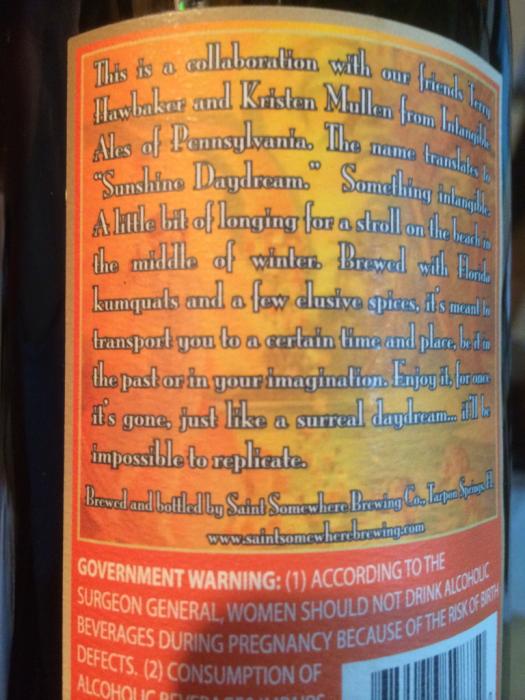 This is a collaboration with our friends Terry
Hawbaker and Kristen Mullen from Intangible
Ales of Pennsylvania. The name translates to
"Sunshine Daydream." Something intangible.
A little bit of longing for a stroll on the beach in
the middle of winter. Brewed with Florida
kumquats and a few elusive spices, it's meant to
transport you to a certain time and place, be it in
the past or in your imagination. Enjoy it, for once
it's gone, just like a surreal daydream... it'll be
impossible to replicate.
Brewed and bottled by Saint Somewhere Brewing Co., Tarpon Springs, FL
www.saintsomewherebrewing.com
GOVERNMENT WARNING: (1) ACCORDING TO THE
SURGEON GENERAL, WOMEN SHOULD NOT DRINK ALCOHOLIC
BEVERAGES DURING PREGNANCY BECAUSE OF THE RISK OF BIRTH
DEFECTS. (2) CONSUMPTION OF
ALCOHOLIC BEVERAGES IMPAIRS